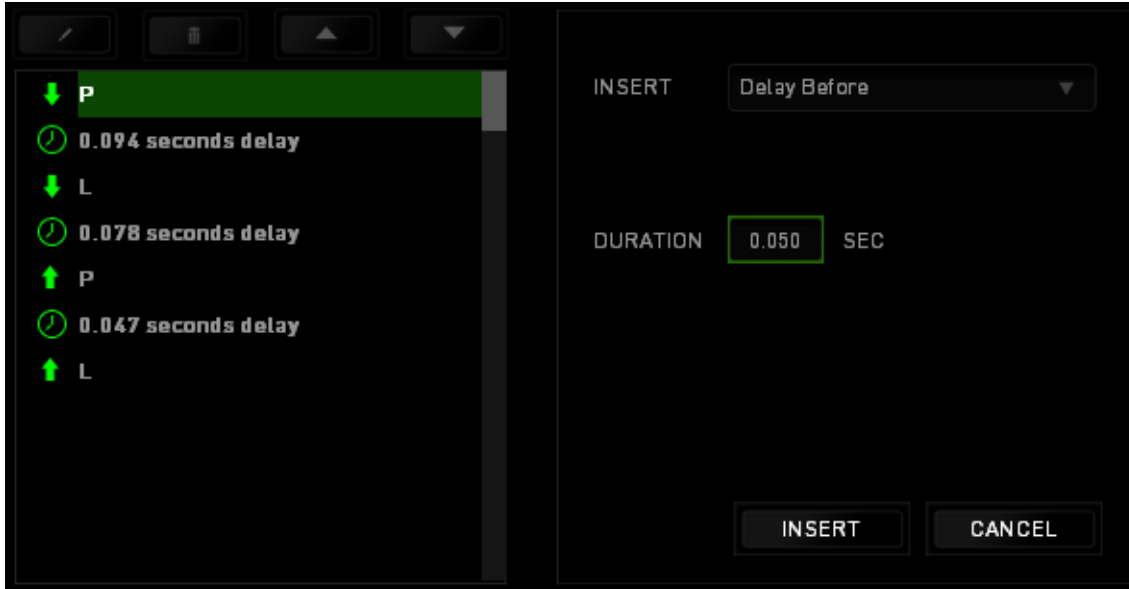 P
0.094 seconds delay
L
0.078 seconds delay
P
0.047 seconds delay
L
INSERT Delay Before
DURATION 0.050 SEC
INSERT CANCEL